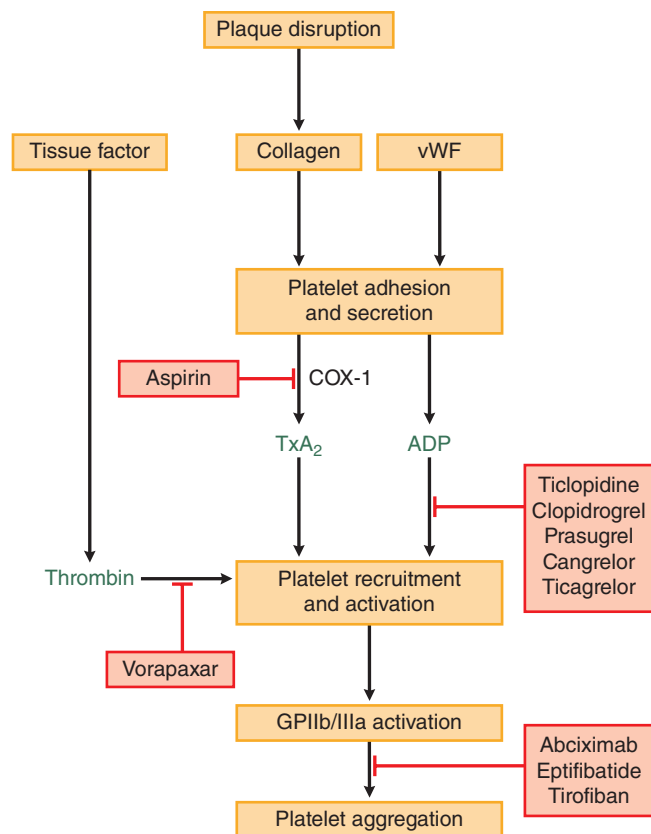 Plaque disruption
Tissue factor
Collagen
vWF
Platelet adhesion
and secretion
Aspirin
COX-1
TxA₂
ADP
Ticlopidine
Clopidrogrel
Prasugrel
Cangrelor
Ticagrelor
Thrombin
Platelet recruitment
and activation
Vorapaxar
GPIIb/IIIa activation
Abciximab
Eptifibatide
Tirofiban
Platelet aggregation